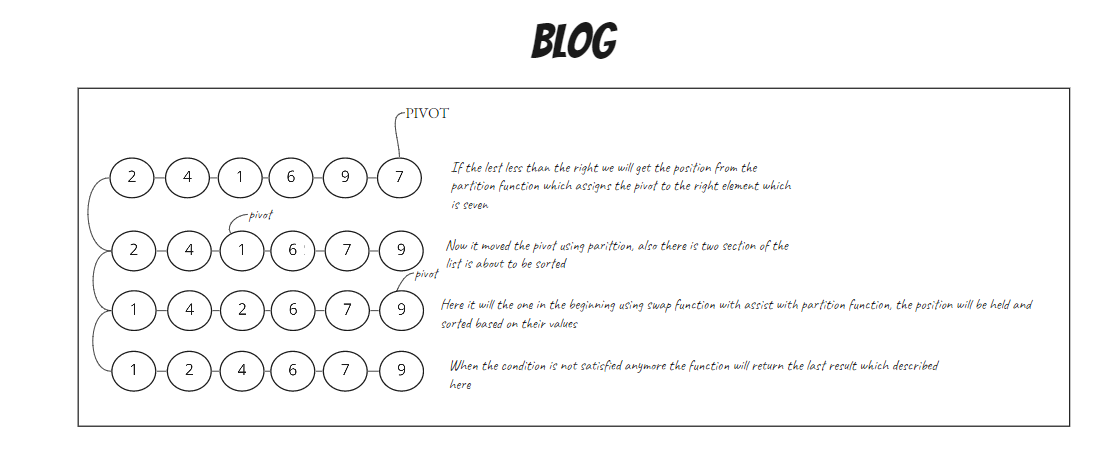 BLOG
PIVOT
2 4 1 6 9 7
If the lest less than the right we will get the position from the
partition function which assigns the pivot to the right element which
is seven
pivot
2 4 1 6 7 9
Now it moved the pivot using parittion, also there is two section of the
list is about to be sorted
pivot
1 4 2 6 7 9
Here it will the one in the beginning using swap function with assist with partition function, the position will be held and
sorted based on their values
1 2 4 6 7 9
When the condition is not satisfied anymore the function will return the last result which described
here